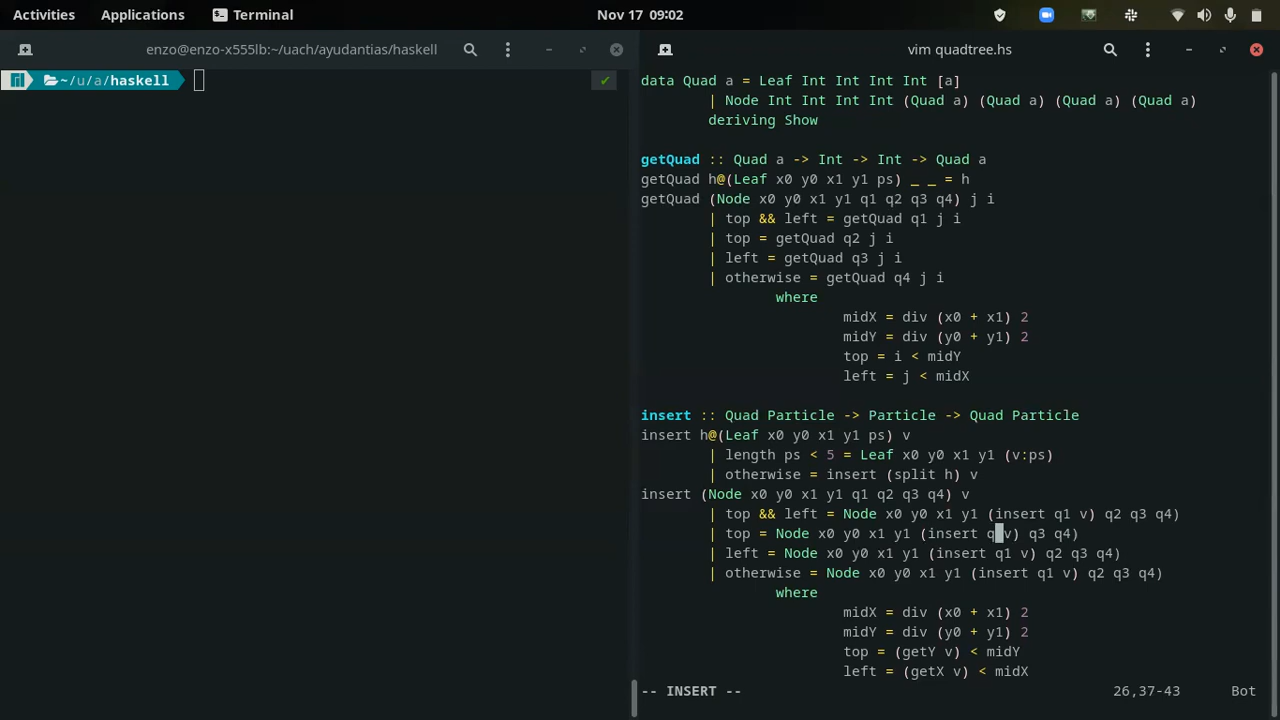 Activities Applications Terminal Nov 17 09:02
enzo@enzo-x555lb:~/uach/ayudantias/haskell
vim quadtree.hs
~/u/a/haskell
data Quad a = Leaf Int Int Int Int [a]
| Node Int Int Int Int (Quad a) (Quad a) (Quad a) (Quad a)
deriving Show
getQuad :: Quad a -> Int -> Int -> Quad a
getQuad h@(Leaf x0 y0 x1 y1 ps) _ _ = h
getQuad (Node x0 y0 x1 y1 q1 q2 q3 q4) j i
| top && left = getQuad q1 j i
| top = getQuad q2 j i
| left = getQuad q3 j i
| otherwise = getQuad q4 j i
where
midX = div (x0 + x1) 2
midY = div (y0 + y1) 2
top = i < midY
left = j < midX
insert :: Quad Particle -> Particle -> Quad Particle
insert h@(Leaf x0 y0 x1 y1 ps) v
| length ps < 5 = Leaf x0 y0 x1 y1 (v:ps)
| otherwise = insert (split h) v
insert (Node x0 y0 x1 y1 q1 q2 q3 q4) v
| top && left = Node x0 y0 x1 y1 (insert q1 v) q2 q3 q4)
| top = Node x0 y0 x1 y1 (insert q v) q3 q4)
| left = Node x0 y0 x1 y1 (insert q1 v) q2 q3 q4)
| otherwise = Node x0 y0 x1 y1 (insert q1 v) q2 q3 q4)
where
midX = div (x0 + x1) 2
midY = div (y0 + y1) 2
top = (getY v) < midY
left = (getX v) < midX
-- INSERT -- 26,37-43 Bot